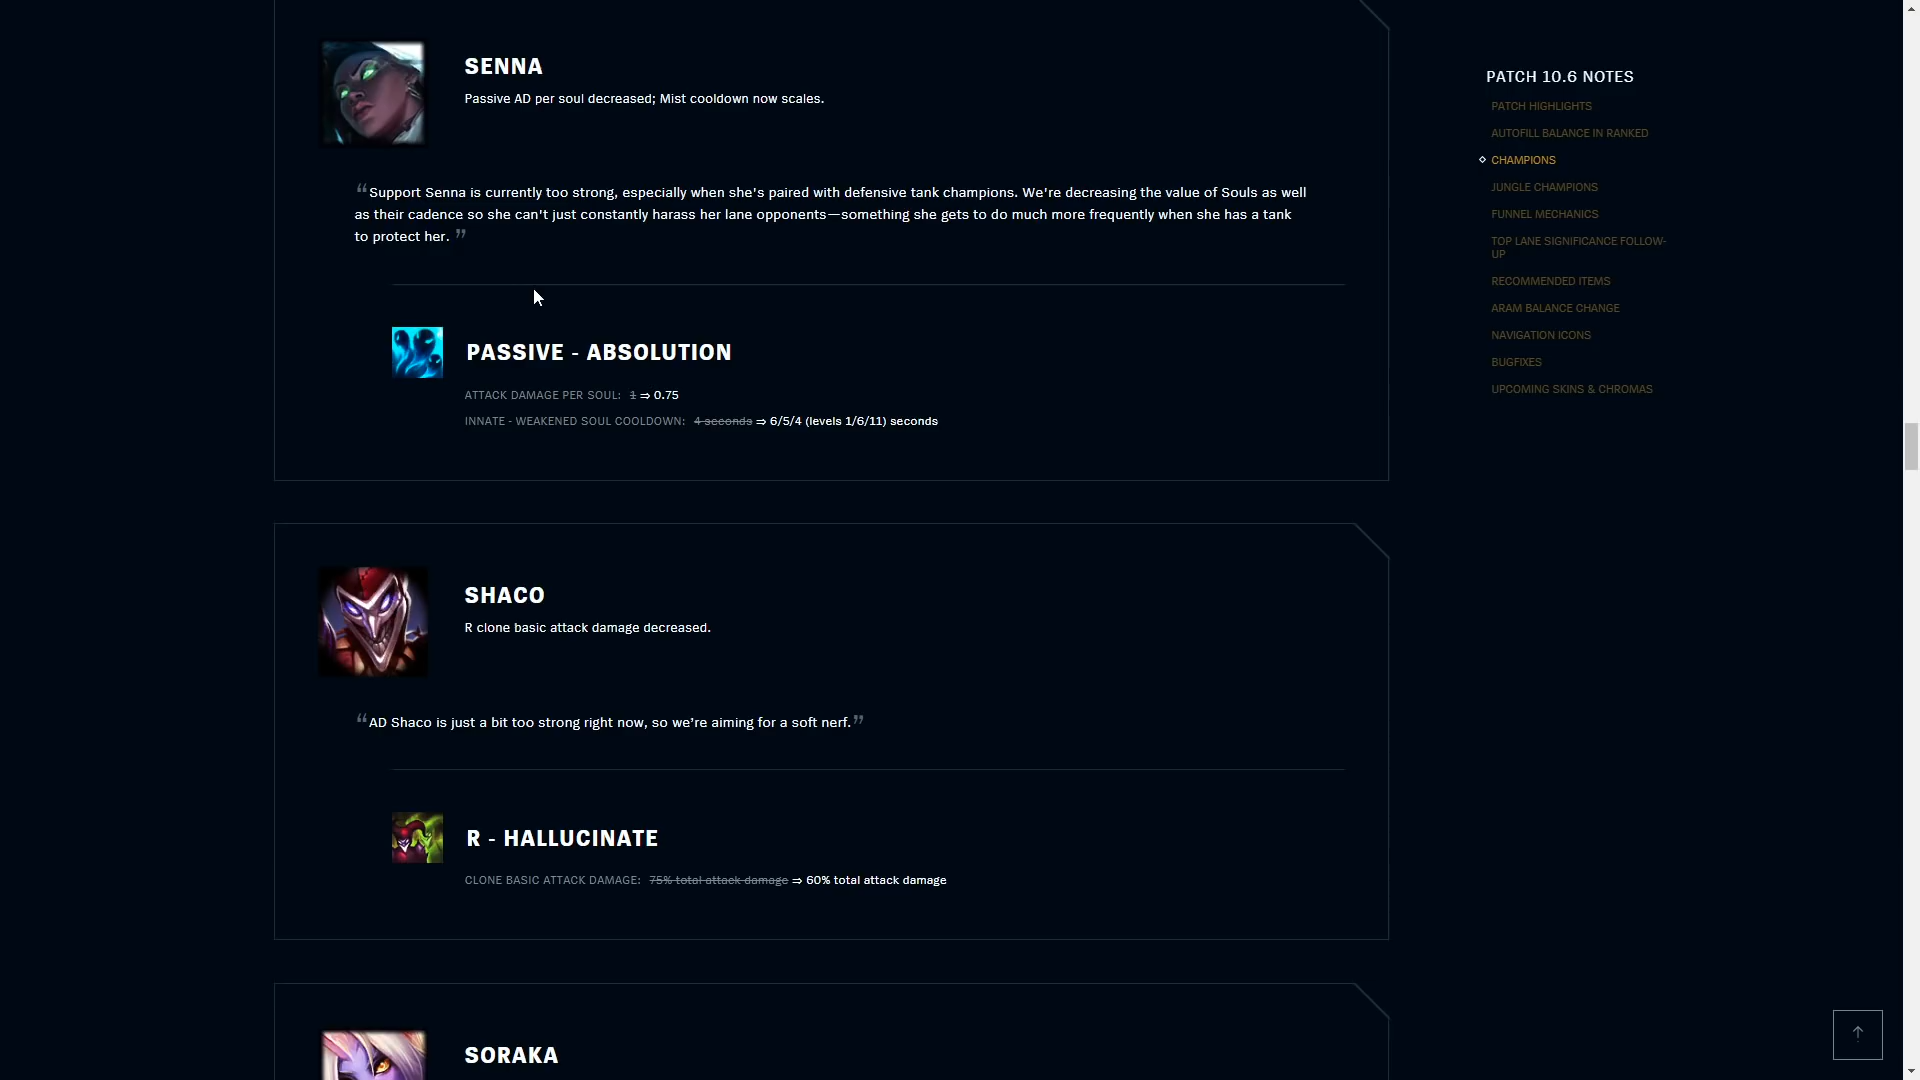 SENNA
Passive AD per soul decreased; Mist cooldown now scales.
“Support Senna is currently too strong, especially when she's paired with defensive tank champions. We're decreasing the value of Souls as well
as their cadence so she can't just constantly harass her lane opponents—something she gets to do much more frequently when she has a tank
to protect her. ”
PASSIVE - ABSOLUTION
ATTACK DAMAGE PER SOUL: 1 ⇒ 0.75
INNATE - WEAKENED SOUL COOLDOWN: 4 seconds ⇒ 6/5/4 (levels 1/6/11) seconds
SHACO
R clone basic attack damage decreased.
“AD Shaco is just a bit too strong right now, so we’re aiming for a soft nerf.”
R - HALLUCINATE
CLONE BASIC ATTACK DAMAGE: 75% total attack damage ⇒ 60% total attack damage
SORAKA
PATCH 10.6 NOTES
PATCH HIGHLIGHTS
AUTOFILL BALANCE IN RANKED
CHAMPIONS
JUNGLE CHAMPIONS
FUNNEL MECHANICS
TOP LANE SIGNIFICANCE FOLLOW-
UP
RECOMMENDED ITEMS
ARAM BALANCE CHANGE
NAVIGATION ICONS
BUGFIXES
UPCOMING SKINS & CHROMAS